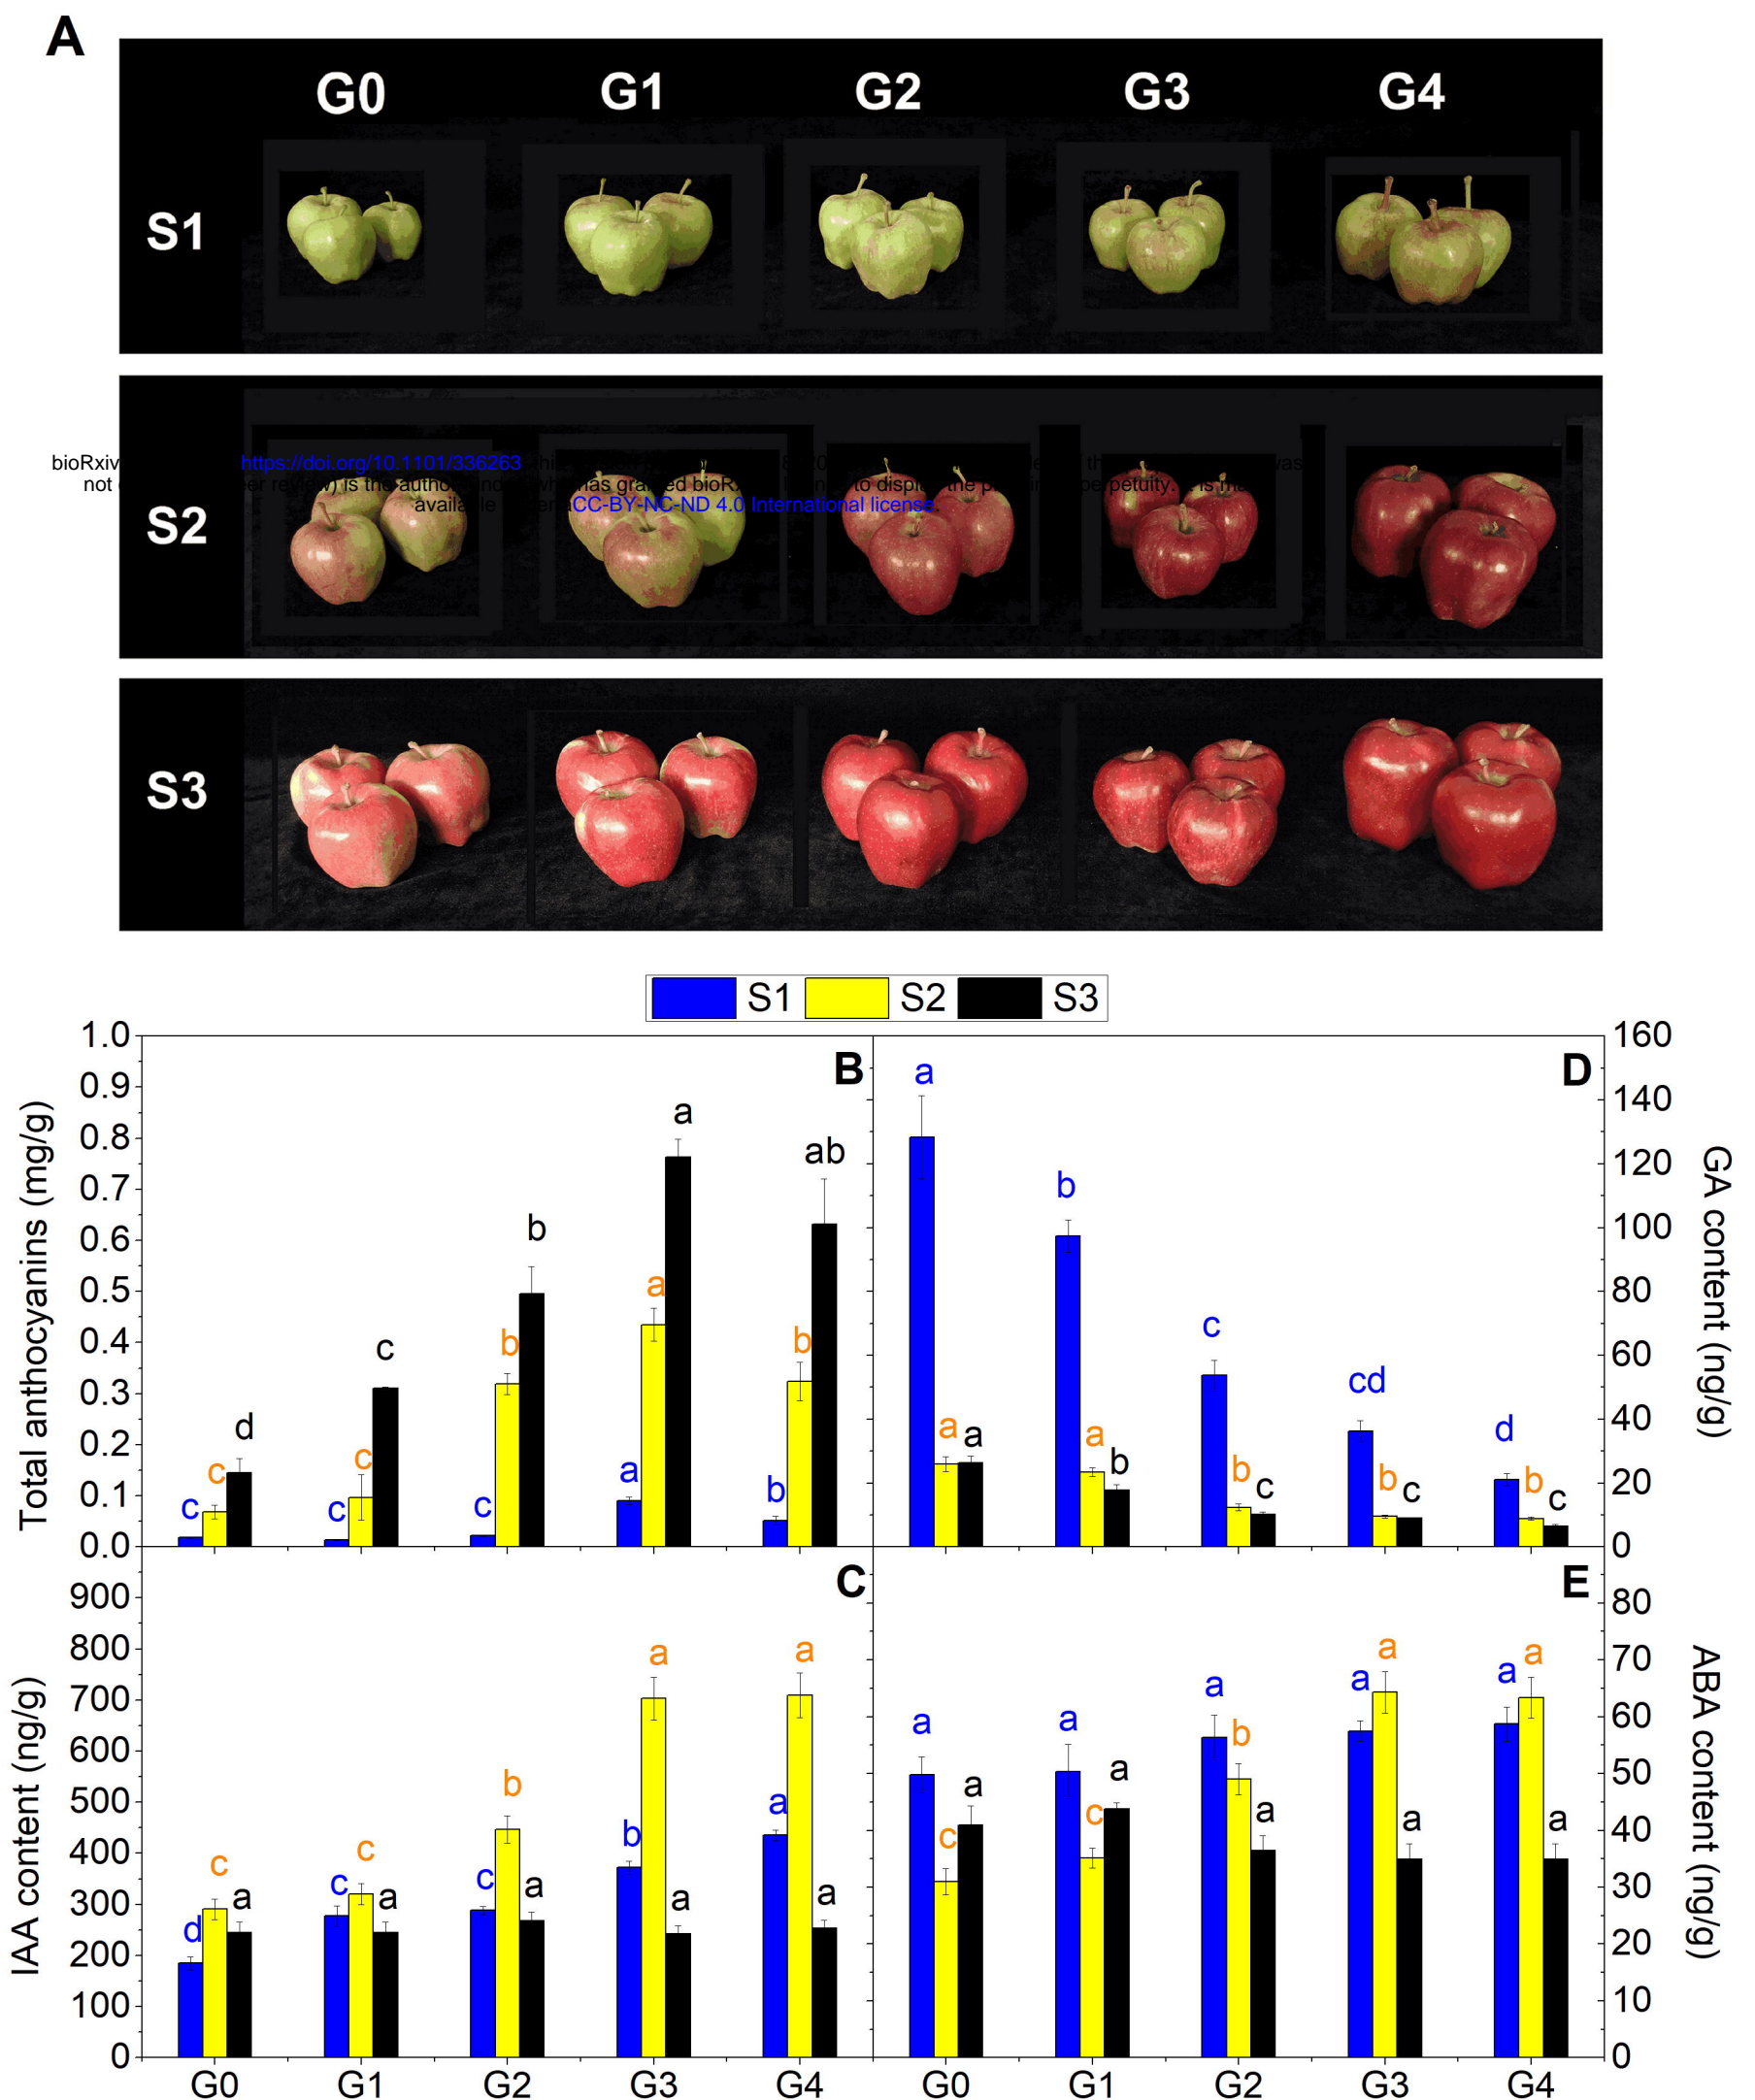 A
G0 G1 G2 G3 G4
S1
bioRxiv https://doi.org/10.1101/336263
not er review) is the author has granted bioRx to display the perpetuity. is
available CC-BY-NC-ND 4.0 International license.
S2
S3
S1 S2 S3
B
Total anthocyanins (mg/g)
1.0
0.9
0.8
0.7
0.6
0.5
0.4
0.3
0.2
0.1
0.0
c c d
c c c
c b b
a a a
b b ab
D
GA content (ng/g)
160
140
120
100
80
60
40
20
0
a a a
b a b
c b c
cd b c
d b c
C
IAA content (ng/g)
900
800
700
600
500
400
300
200
100
0
d c a
c c a
c b a
b a a
a a a
G0 G1 G2 G3 G4
E
ABA content (ng/g)
80
70
60
50
40
30
20
10
0
a c a
a c a
a b a
a a a
a a a
G0 G1 G2 G3 G4